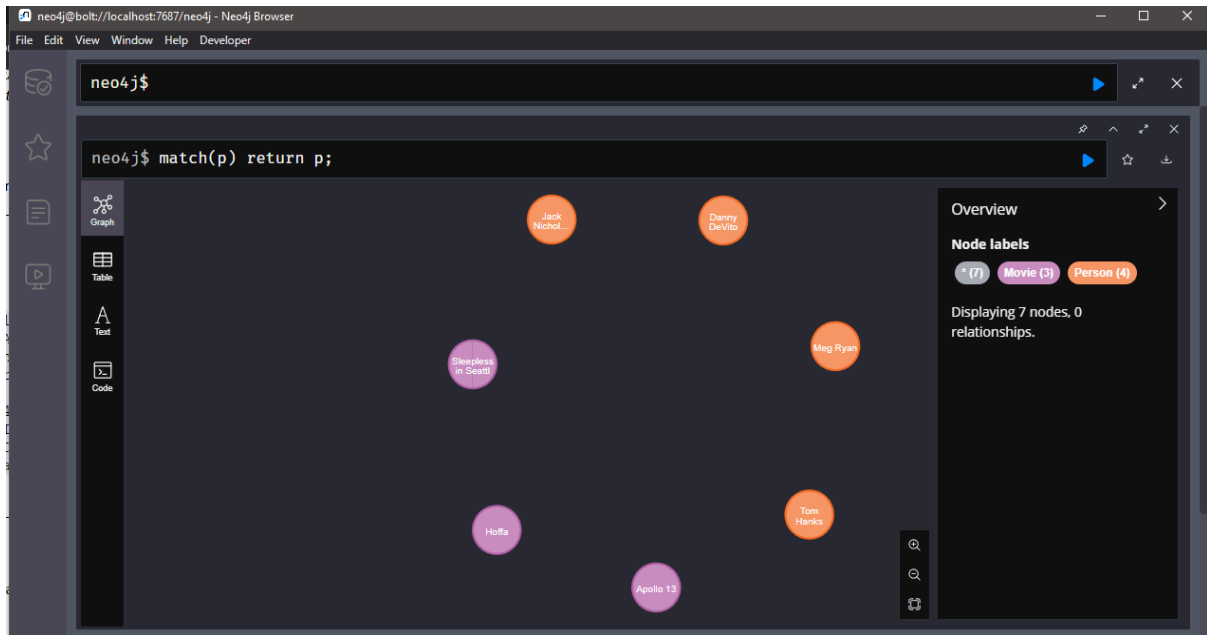 neo4j@bolt://localhost:7687/neo4j - Neo4j Browser
File Edit View Window Help Developer
neo4j$
neo4j$ match(p) return p;
Graph
Table
Text
Code
Jack
Nichol...
Danny
DeVito
Sleepless
in Seattl
Meg Ryan
Hoffa
Tom
Hanks
Apollo 13
Overview
Node labels
* (7) Movie (3) Person (4)
Displaying 7 nodes, 0
relationships.